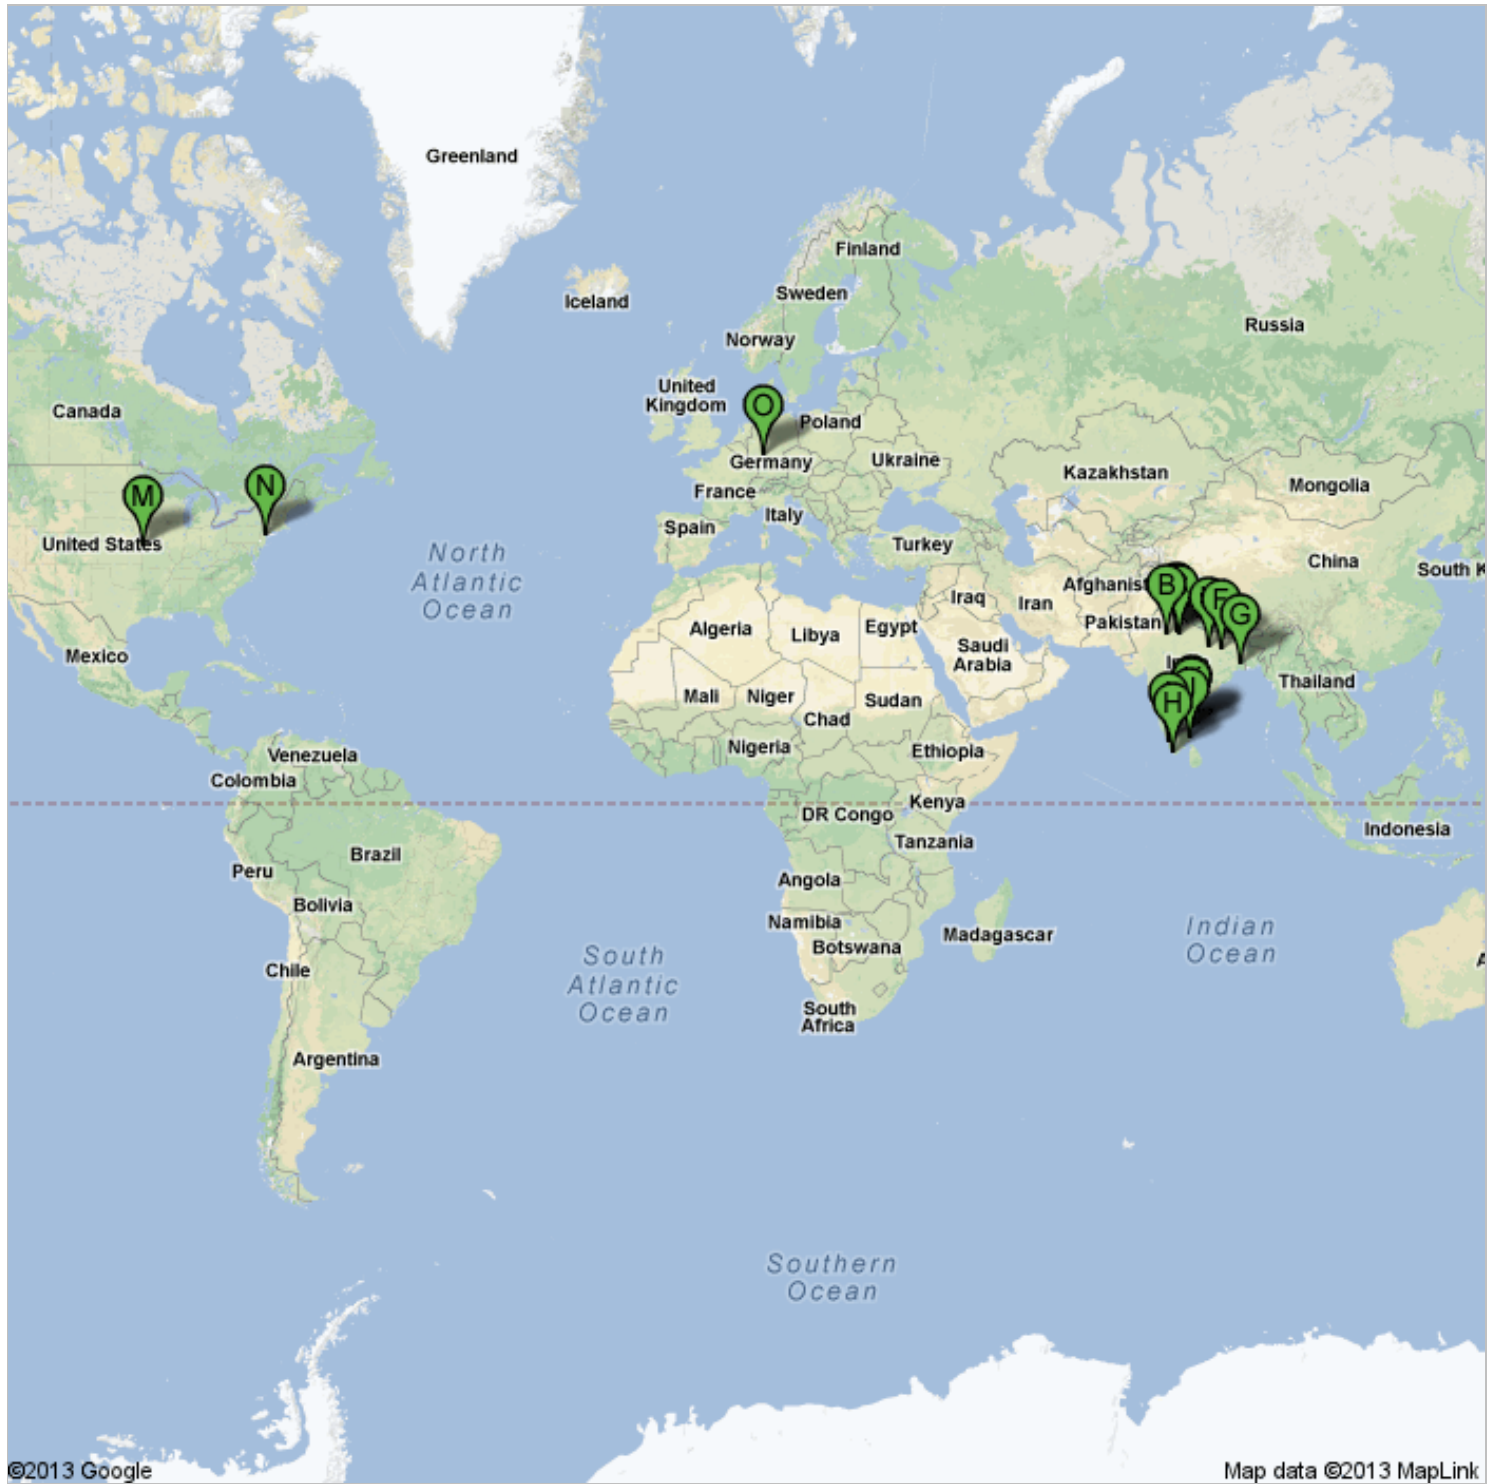 Greenland
Finland
Iceland
Sweden
Russia
Norway
United
Kingdom
Canada
O
Poland
Germany
Ukraine
Kazakhstan
Mongolia
M
N
France
Italy
Spain
United States
Turkey
China
South K
North
Atlantic
Ocean
Afghanist
B
F
G
Iraq
Iran
Pakistan
Algeria
Libya
Egypt
Saudi
Arabia
Mexico
Thailand
Mali
Niger
Sudan
Chad
H
Nigeria
Ethiopia
Venezuela
Colombia
Kenya
DR Congo
Indonesia
Tanzania
Brazil
Peru
Angola
Bolivia
Namibia
Botswana
Madagascar
Indian
Ocean
South
Atlantic
Ocean
Chile
A
South
Africa
Argentina
Southern
Ocean
©2013 Google
Map data ©2013 MapLink